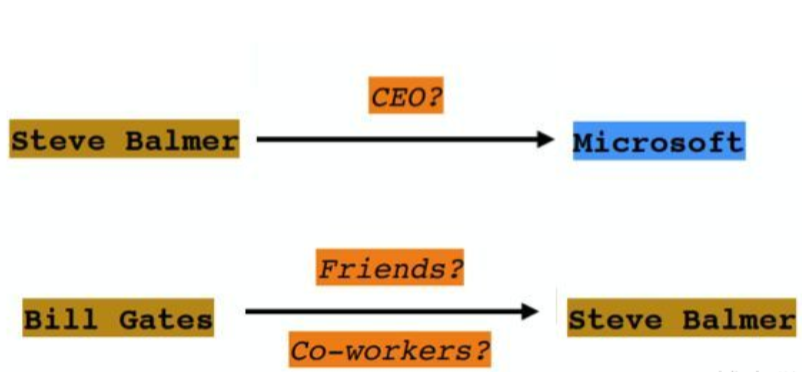 CEO?
Steve Balmer
Microsoft
Friends?
Bill Gates
Steve Balmer
Co-workers?